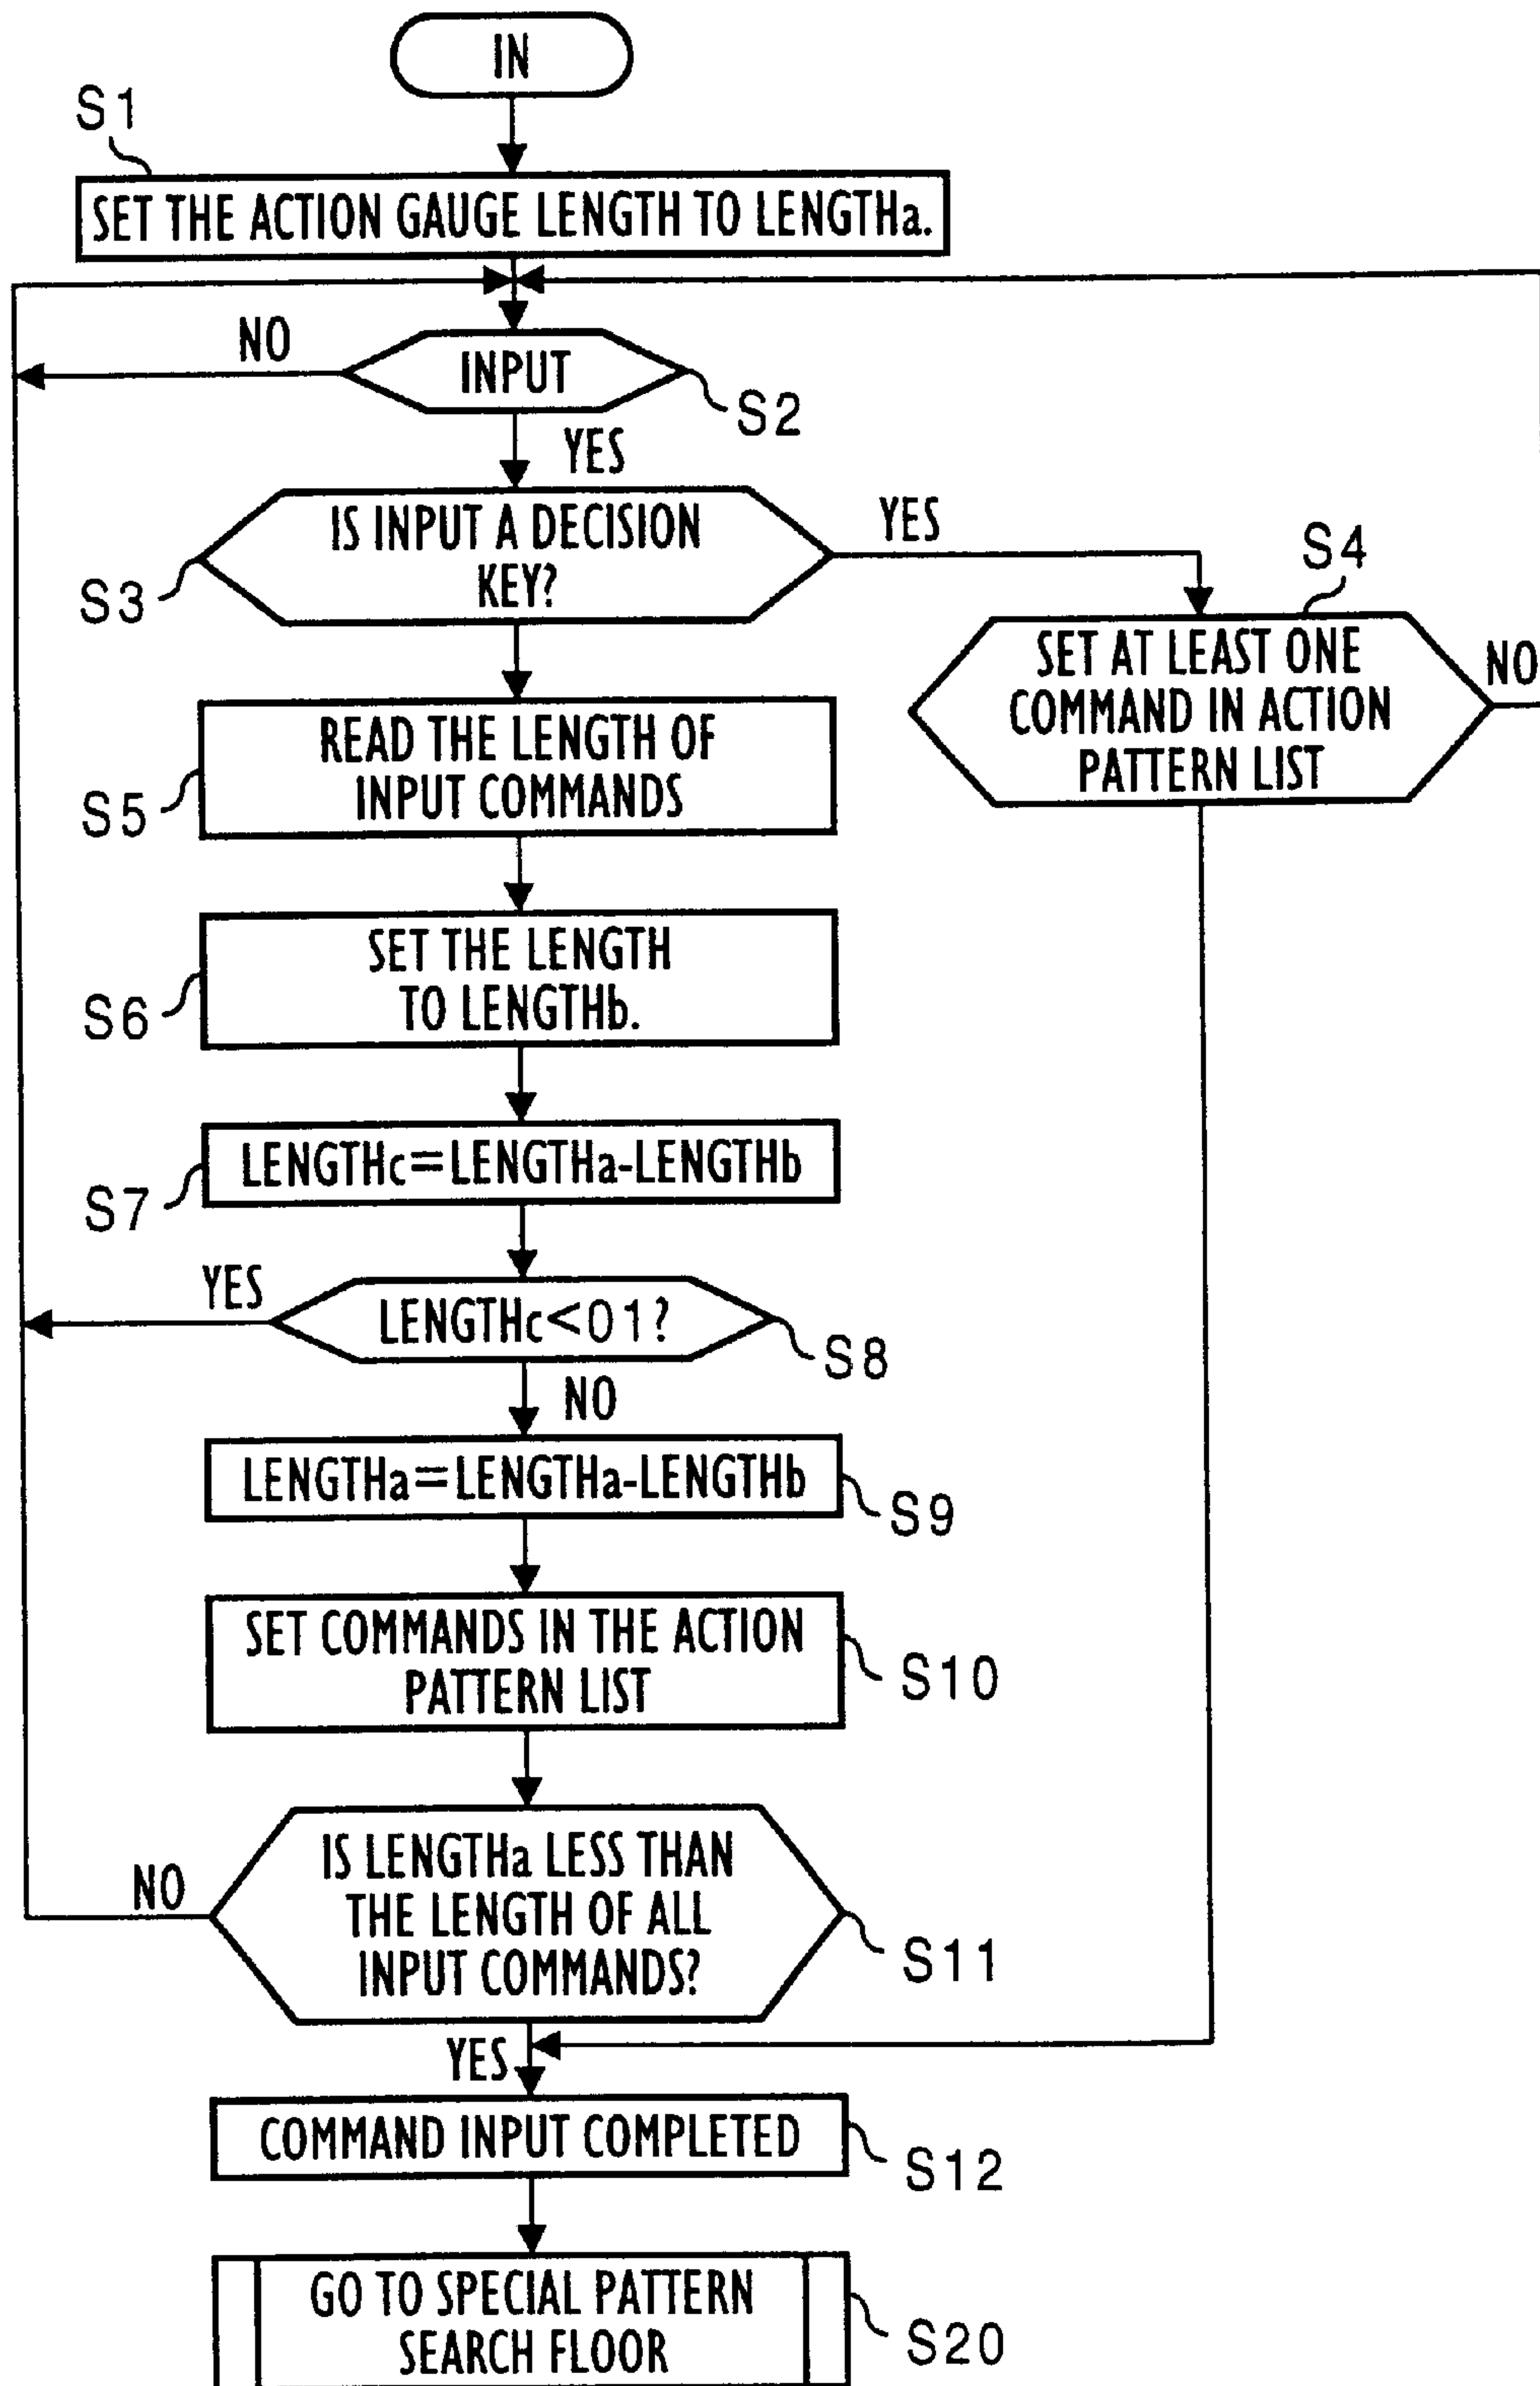 IN
S1
SET THE ACTION GAUGE LENGTH TO LENGTHa.
NO
INPUT
S2
YES
IS INPUT A DECISION
KEY?
S3
YES
S4
SET AT LEAST ONE
COMMAND IN ACTION
PATTERN LIST
NO
READ THE LENGTH OF
INPUT COMMANDS
S5
SET THE LENGTH
TO LENGTHb.
S6
LENGTHc=LENGTHa-LENGTHb
S7
YES
LENGTHc<01?
S8
NO
LENGTHa=LENGTHa-LENGTHb
S9
SET COMMANDS IN THE ACTION
PATTERN LIST
S10
IS LENGTHa LESS THAN
THE LENGTH OF ALL
INPUT COMMANDS?
NO
S11
YES
COMMAND INPUT COMPLETED
S12
GO TO SPECIAL PATTERN
SEARCH FLOOR
S20